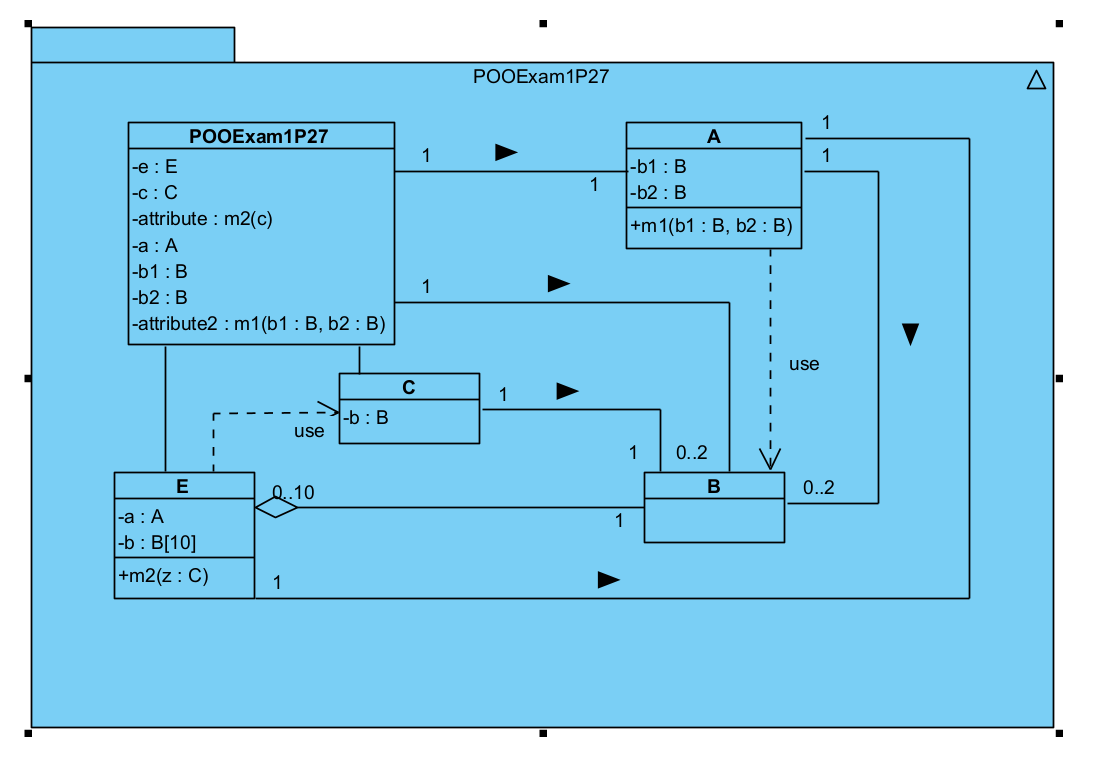 POOExam1P27
POOExam1P27
-e : E
-c : C
-attribute : m2(c)
-a : A
-b1 : B
-b2 : B
-attribute2 : m1(b1 : B, b2 : B)
1
1
A
-b1 : B
-b2 : B
+m1(b1 : B, b2 : B)
1
1
1
use
C
-b : B
1
use
1
0..2
E
-a : A
-b : B[10]
+m2(z : C)
0..10
1
B
0..2
1